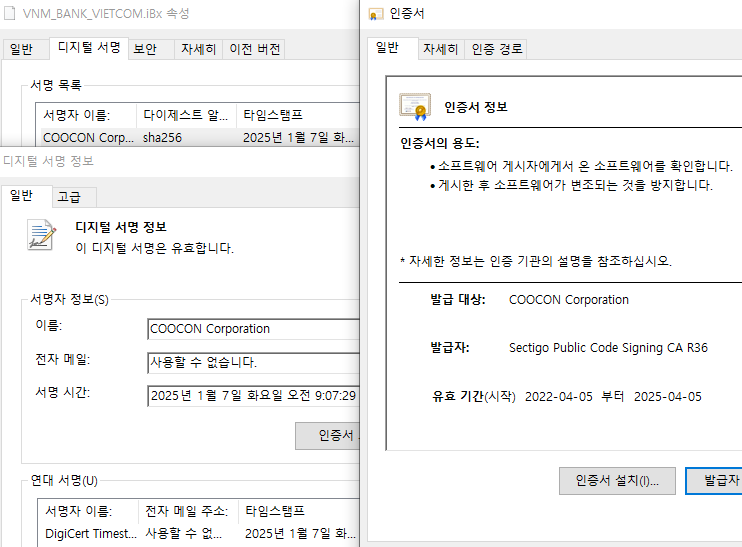 VNM_BANK_VIETCOM.iBx 속성
일반
디지털 서명
보안
자세히
이전 버전
서명 목록
서명자 이름:
다이제스트 알...
타임스탬프
COOCON Corp...
sha256
2025년 1월 7일 화...
디지털 서명 정보
일반
고급
디지털 서명 정보
이 디지털 서명은 유효합니다.
서명자 정보(S)
이름:
COOCON Corporation
전자 메일:
사용할 수 없습니다.
서명 시간:
2025년 1월 7일 화요일 오전 9:07:29
인증서
연대 서명(U)
서명자 이름:
전자 메일 주소:
타임스탬프
DigiCert Timest...
사용할 수 없...
2025년 1월 7일 화...
인증서
일반
자세히
인증 경로
인증서 정보
인증서의 용도:
• 소프트웨어 게시자에게서 온 소프트웨어를 확인합니다.
• 게시한 후 소프트웨어가 변조되는 것을 방지합니다.
* 자세한 정보는 인증 기관의 설명을 참조하십시오.
발급 대상: COOCON Corporation
발급자: Sectigo Public Code Signing CA R36
유효 기간(시작) 2022-04-05 부터 2025-04-05
인증서 설치(I)...
발급자